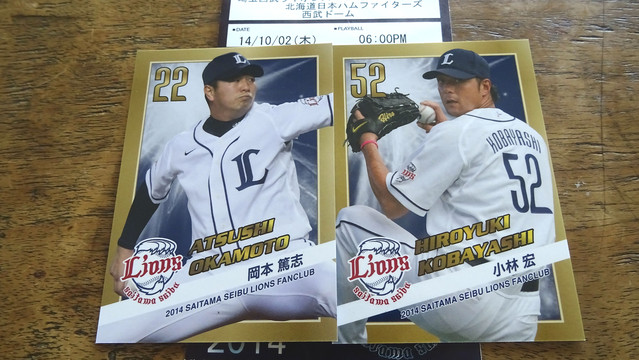 北海道日本ハムファイターズ
西武ドーム
DATE
PLAYBALL
14/10/02(木)
06:00PM
22
L
Lions
saitama seibu
ATSUSHI
OKAMOTO
岡本 篤志
2014 SAITAMA SEIBU LIONS FANCLUB
52
KOBAYASHI
52
Lions
Lions
saitama seibu
HIROYUKI
KOBAYASHI
小林 宏
2014 SAITAMA SEIBU LIONS FANCLUB
2014